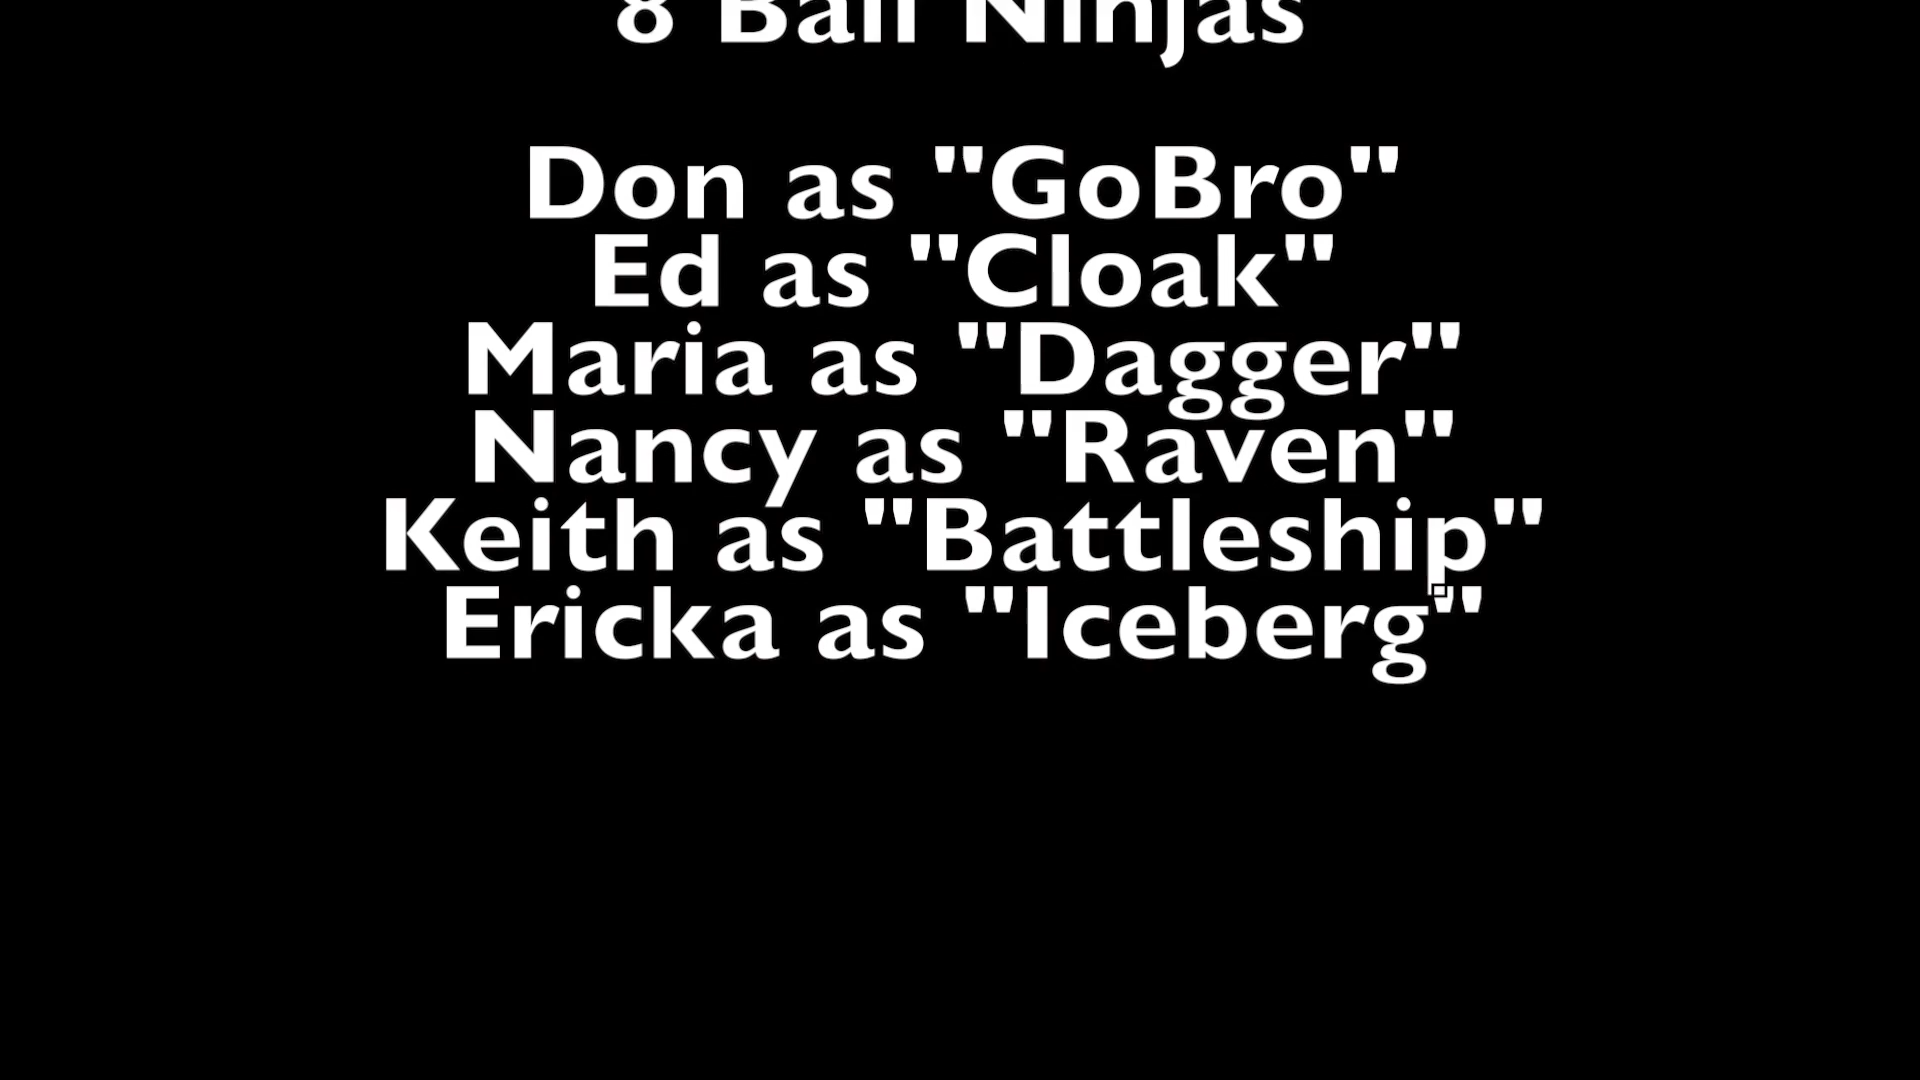 8 Ball Ninjas
Don as "GoBro"
Ed as "Cloak"
Maria as "Dagger"
Nancy as "Raven"
Keith as "Battleship"
Ericka as "Iceberg"